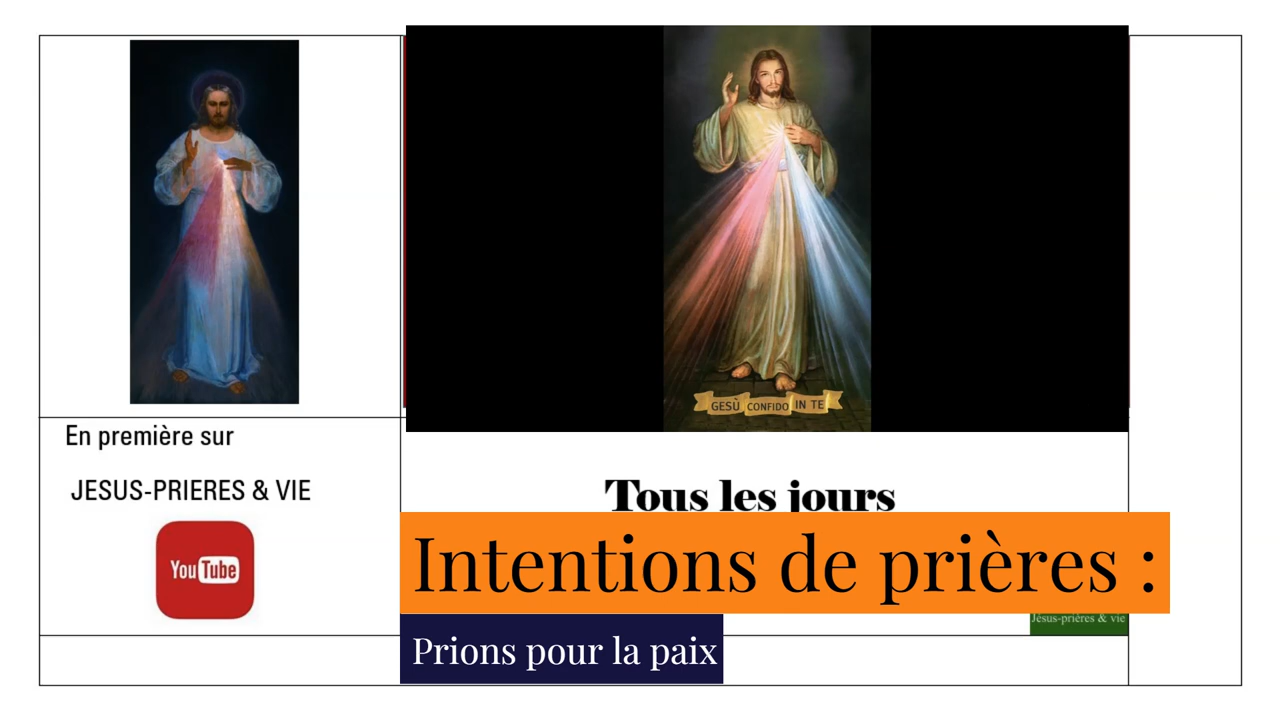 GESÙ CONFIDO IN TE
En première sur
JESUS-PRIERES & VIE
YouTube
Tous les jours
Intentions de prières :
Jésus-prières & vie
Prions pour la paix